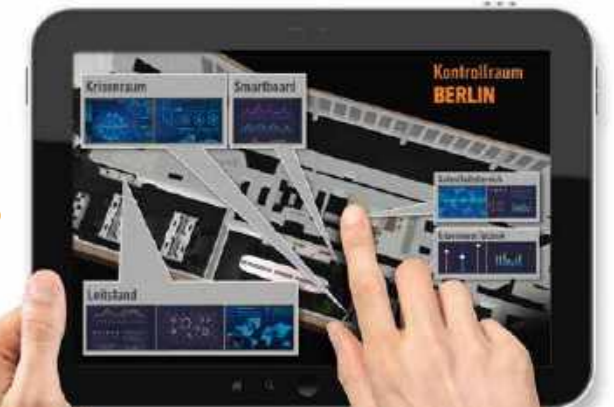 Kontrollraum
BERLIN
Krisenraum
Smartboard
Leitstand